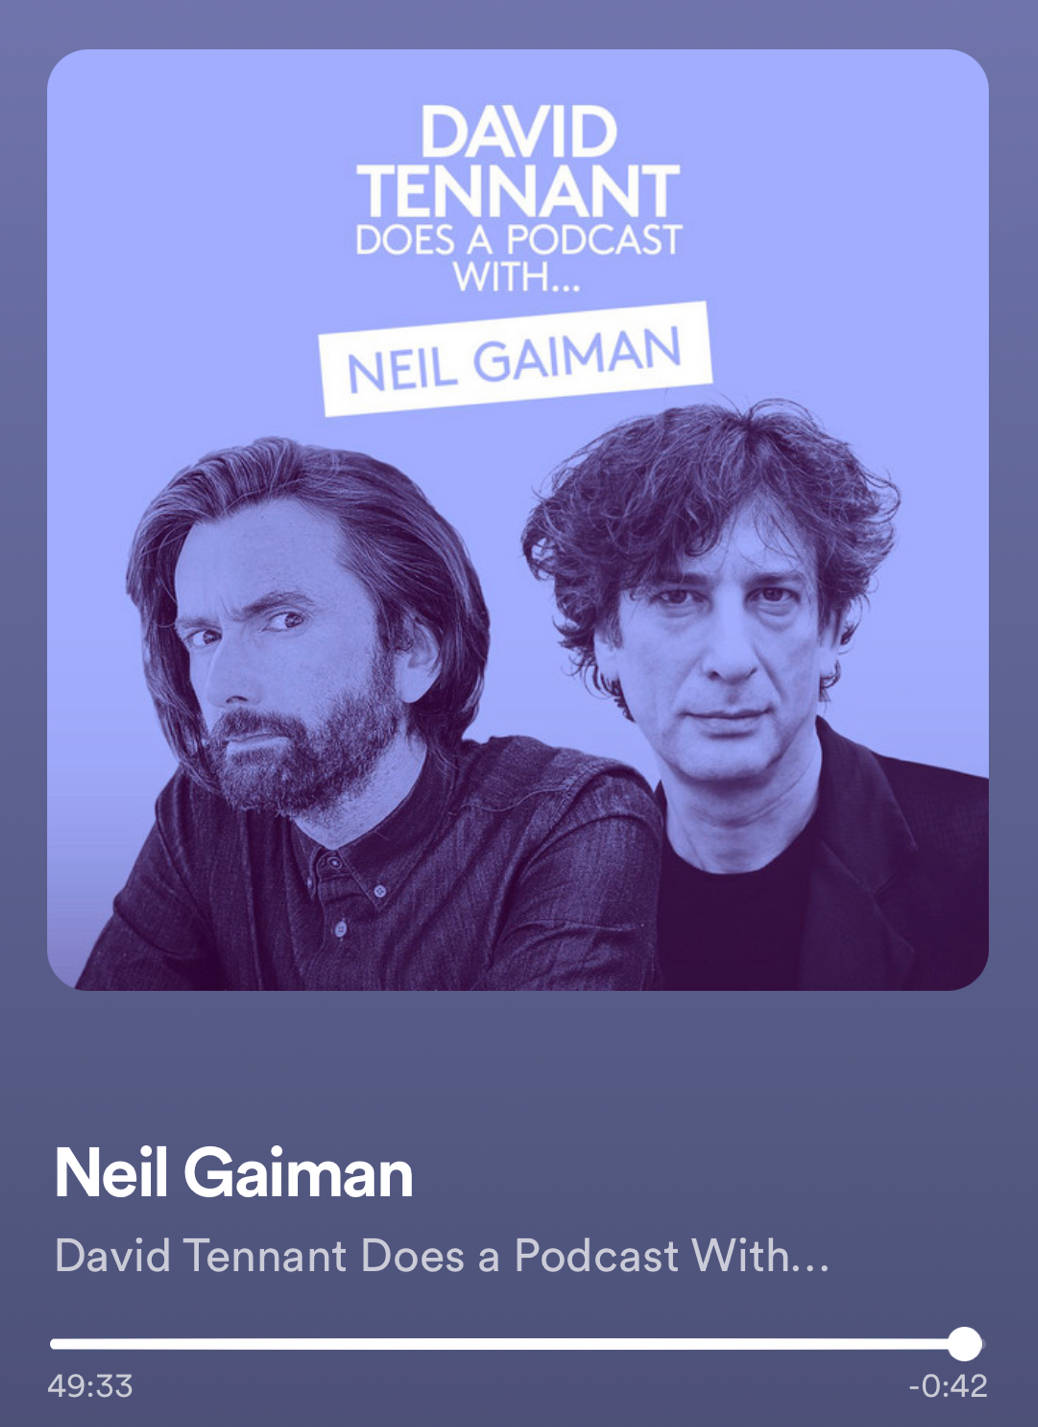 DAVID
TENNANT
DOES A PODCAST
WITH...
NEIL GAIMAN
Neil Gaiman
David Tennant Does a Podcast With...
49:33
-0:42